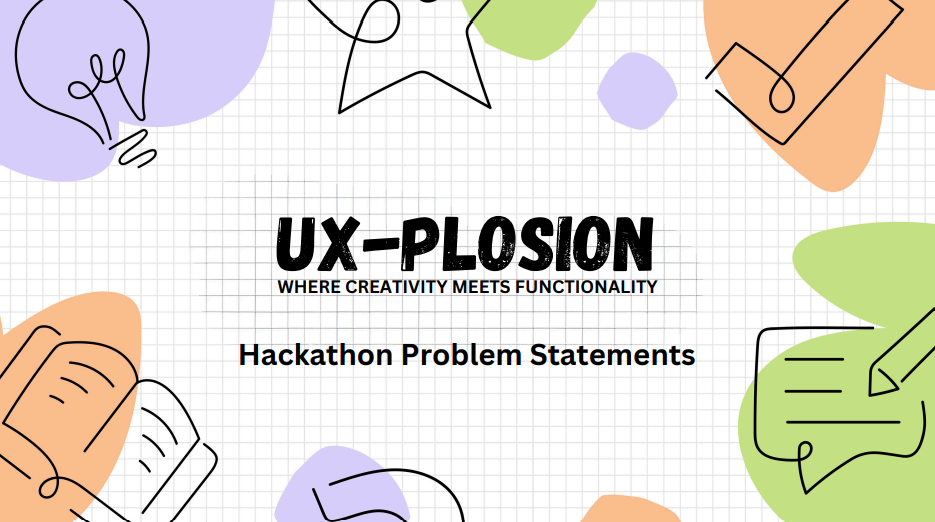 UX-PLOSION
WHERE CREATIVITY MEETS FUNCTIONALITY
Hackathon Problem Statements